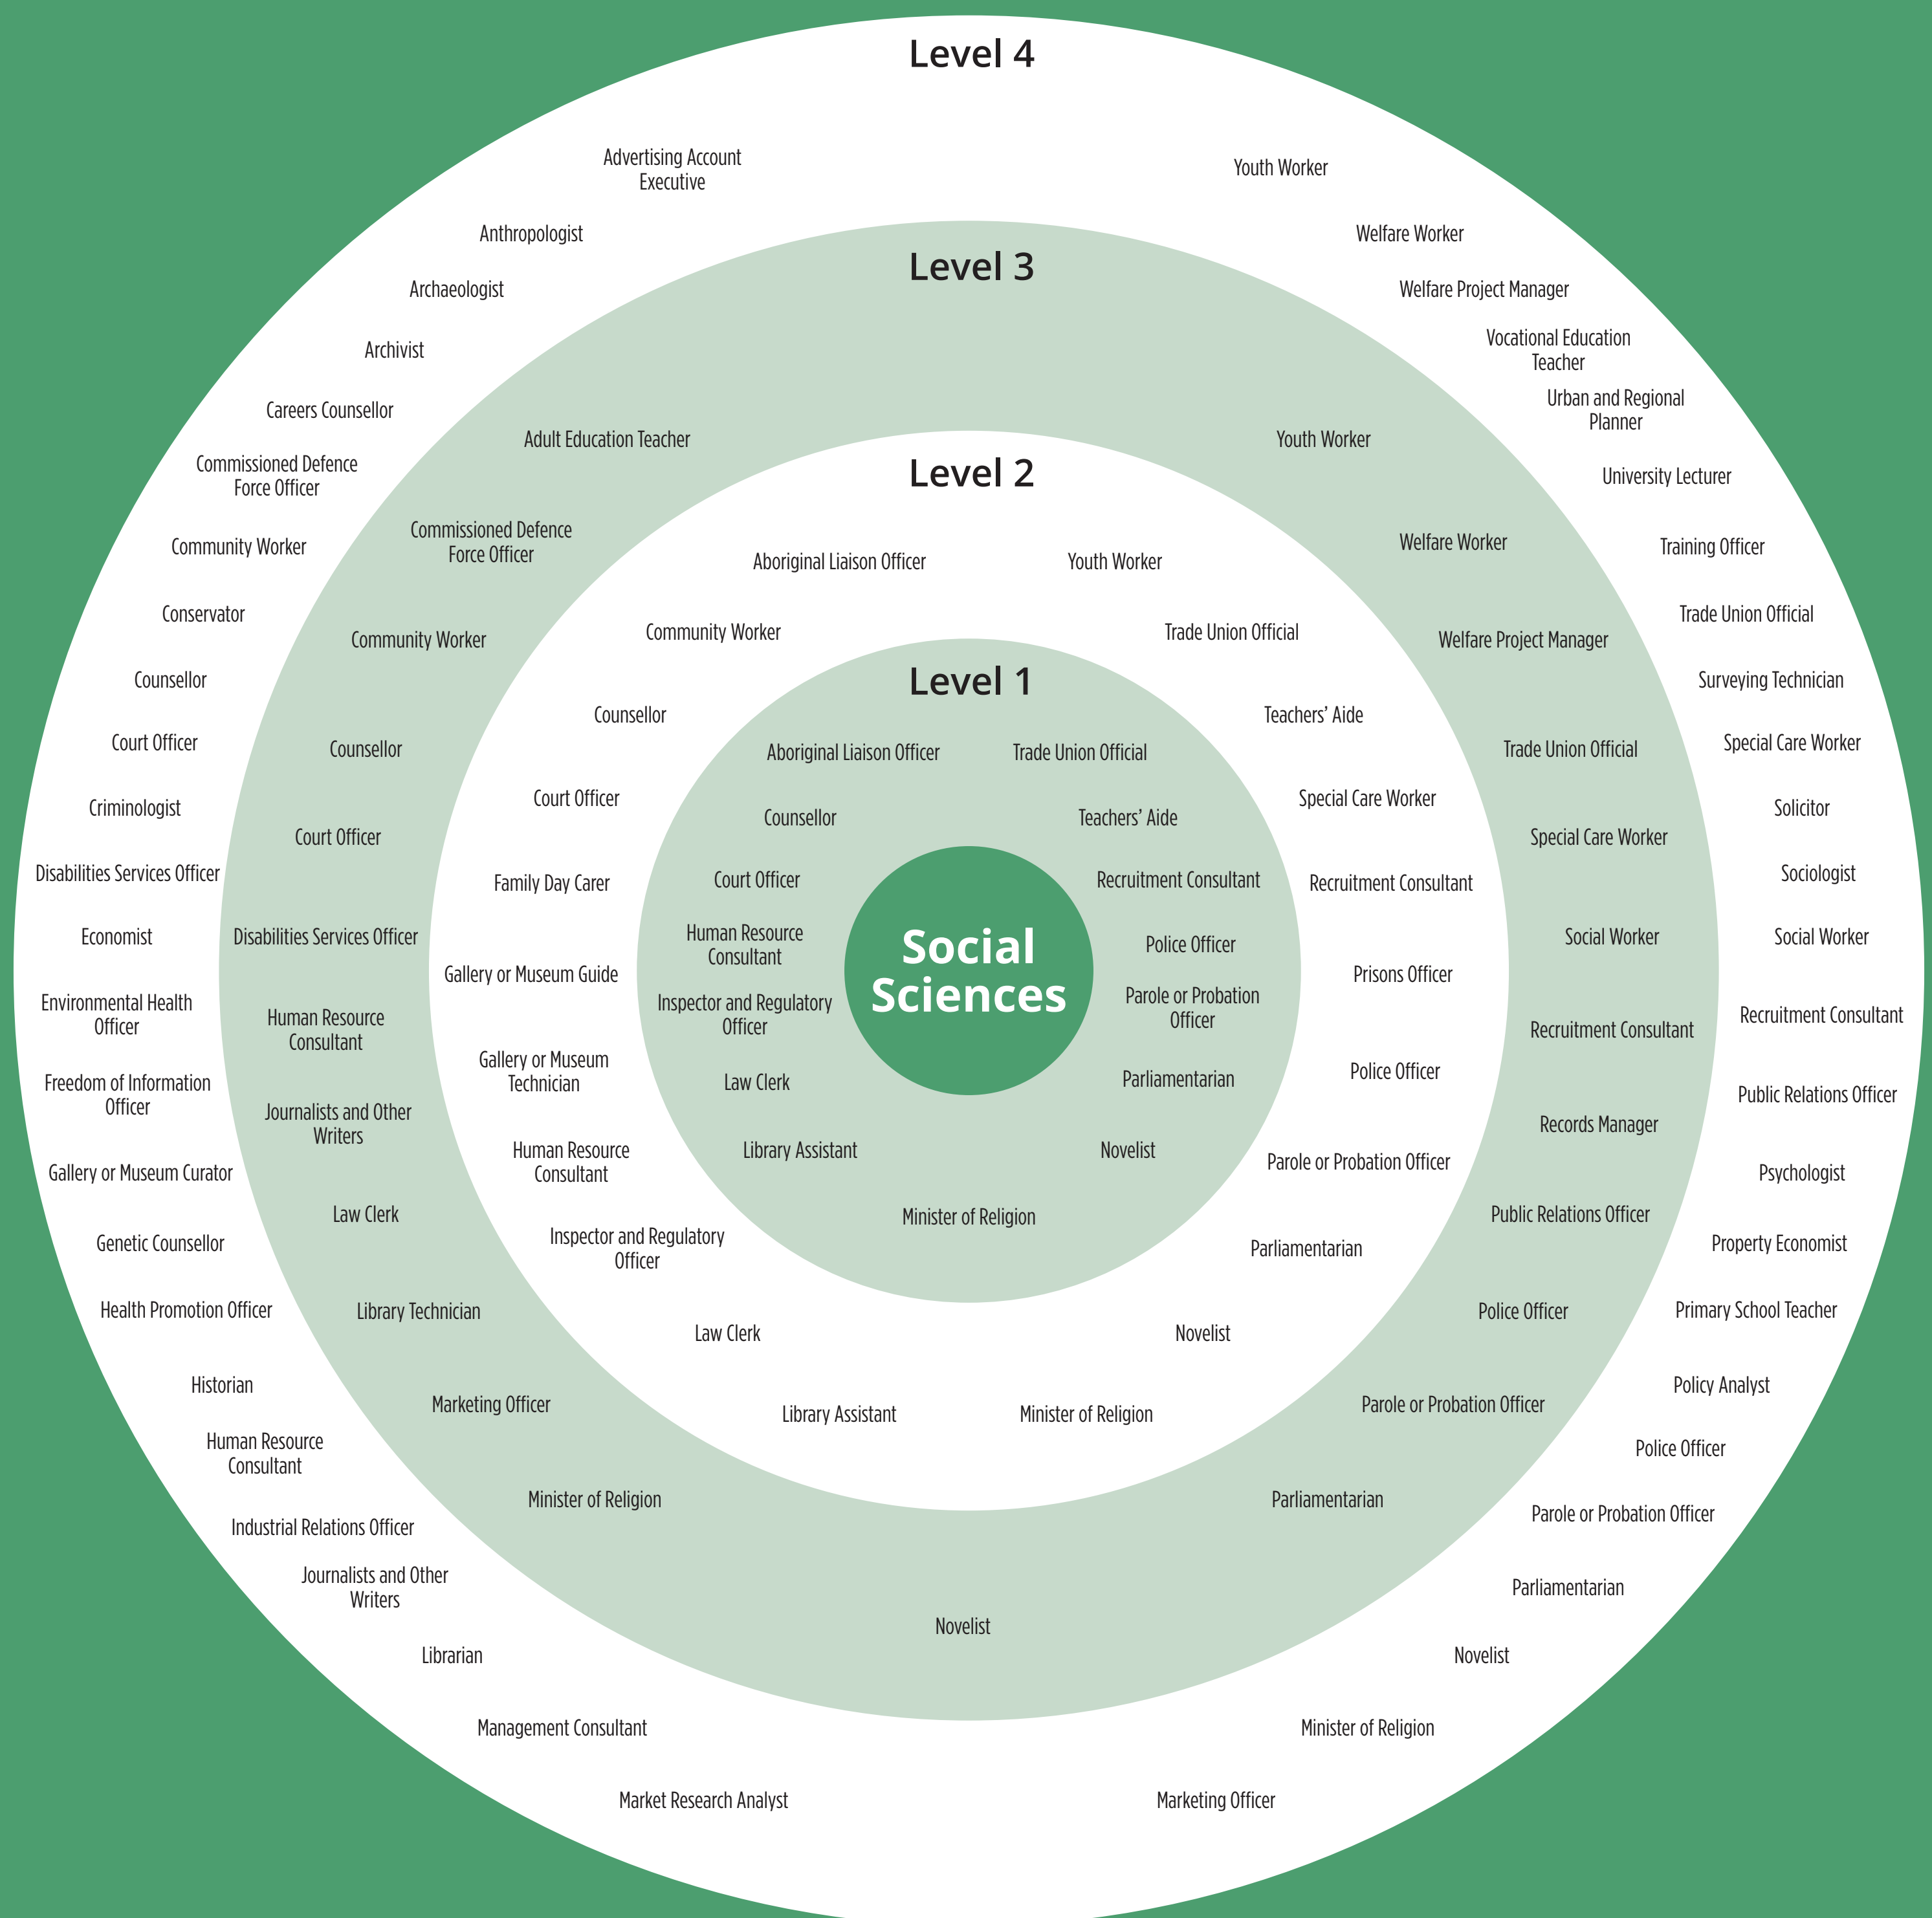 Level 4
Advertising Account
Executive
Anthropologist
Archaeologist
Archivist
Careers Counsellor
Commissioned Defence
Force Officer
Community Worker
Conservator
Counsellor
Court Officer
Criminologist
Disabilities Services Officer
Economist
Environmental Health
Officer
Freedom of Information
Officer
Gallery or Museum Curator
Genetic Counsellor
Health Promotion Officer
Historian
Human Resource
Consultant
Industrial Relations Officer
Journalists and Other
Writers
Librarian
Management Consultant
Market Research Analyst
Marketing Officer
Minister of Religion
Novelist
Parliamentarian
Parole or Probation Officer
Police Officer
Policy Analyst
Primary School Teacher
Property Economist
Psychologist
Public Relations Officer
Recruitment Consultant
Social Worker
Sociologist
Solicitor
Special Care Worker
Surveying Technician
Trade Union Official
Training Officer
University Lecturer
Urban and Regional
Planner
Vocational Education
Teacher
Welfare Project Manager
Welfare Worker
Youth Worker
Level 3
Adult Education Teacher
Commissioned Defence
Force Officer
Community Worker
Counsellor
Court Officer
Disabilities Services Officer
Human Resource
Consultant
Journalists and Other
Writers
Law Clerk
Library Technician
Marketing Officer
Minister of Religion
Novelist
Parliamentarian
Parole or Probation Officer
Police Officer
Public Relations Officer
Records Manager
Recruitment Consultant
Social Worker
Special Care Worker
Trade Union Official
Welfare Project Manager
Welfare Worker
Youth Worker
Level 2
Aboriginal Liaison Officer
Community Worker
Counsellor
Court Officer
Family Day Carer
Gallery or Museum Guide
Gallery or Museum
Technician
Human Resource
Consultant
Inspector and Regulatory
Officer
Law Clerk
Library Assistant
Minister of Religion
Novelist
Parliamentarian
Parole or Probation Officer
Police Officer
Prisons Officer
Recruitment Consultant
Special Care Worker
Teachers’ Aide
Trade Union Official
Youth Worker
Level 1
Aboriginal Liaison Officer
Counsellor
Court Officer
Human Resource
Consultant
Inspector and Regulatory
Officer
Law Clerk
Library Assistant
Minister of Religion
Novelist
Parliamentarian
Parole or Probation
Officer
Police Officer
Recruitment Consultant
Teachers’ Aide
Trade Union Official
Social
Sciences